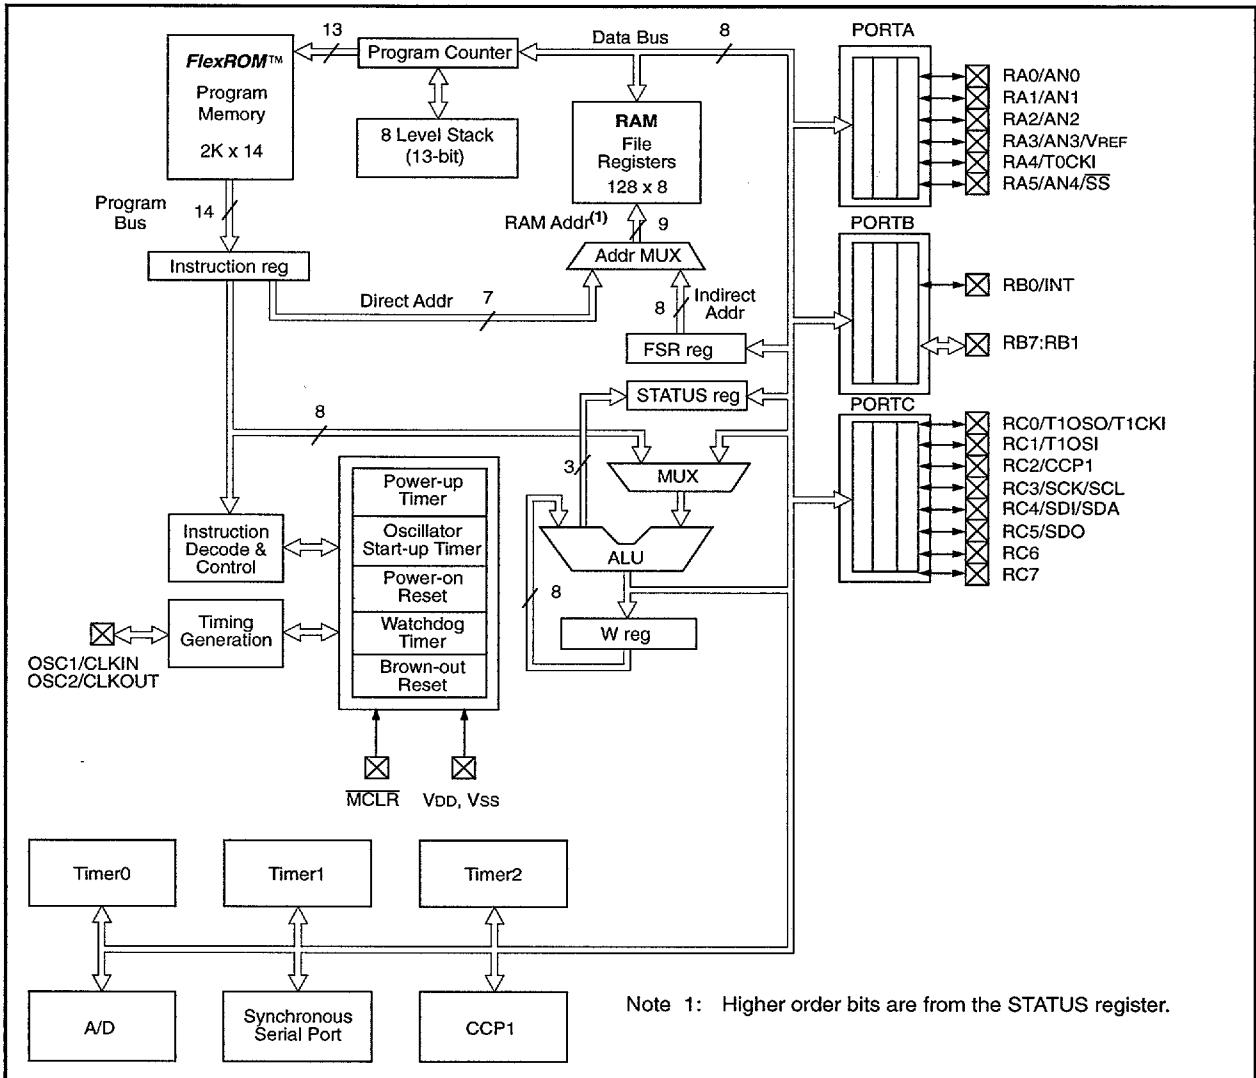 FlexROM™
Program
Memory
2K x 14
13
Program Counter
8 Level Stack
(13-bit)
Data Bus
8
RAM
File
Registers
128 x 8
RAM Addr(1)
9
Addr MUX
Program
Bus
14
Instruction reg
Direct Addr
7
8
Indirect
Addr
FSR reg
STATUS reg
8
3
MUX
ALU
8
W reg
Power-up
Timer
Oscillator
Start-up Timer
Power-on
Reset
Watchdog
Timer
Brown-out
Reset
Instruction
Decode &
Control
Timing
Generation
OSC1/CLKIN
OSC2/CLKOUT
M̅C̅L̅R̅
VDD, VSS
PORTA
RA0/AN0
RA1/AN1
RA2/AN2
RA3/AN3/VREF
RA4/T0CKI
RA5/AN4/S̅S̅
PORTB
RB0/INT
RB7:RB1
PORTC
RC0/T1OSO/T1CKI
RC1/T1OSI
RC2/CCP1
RC3/SCK/SCL
RC4/SDI/SDA
RC5/SDO
RC6
RC7
Timer0
Timer1
Timer2
A/D
Synchronous
Serial Port
CCP1
Note 1: Higher order bits are from the STATUS register.